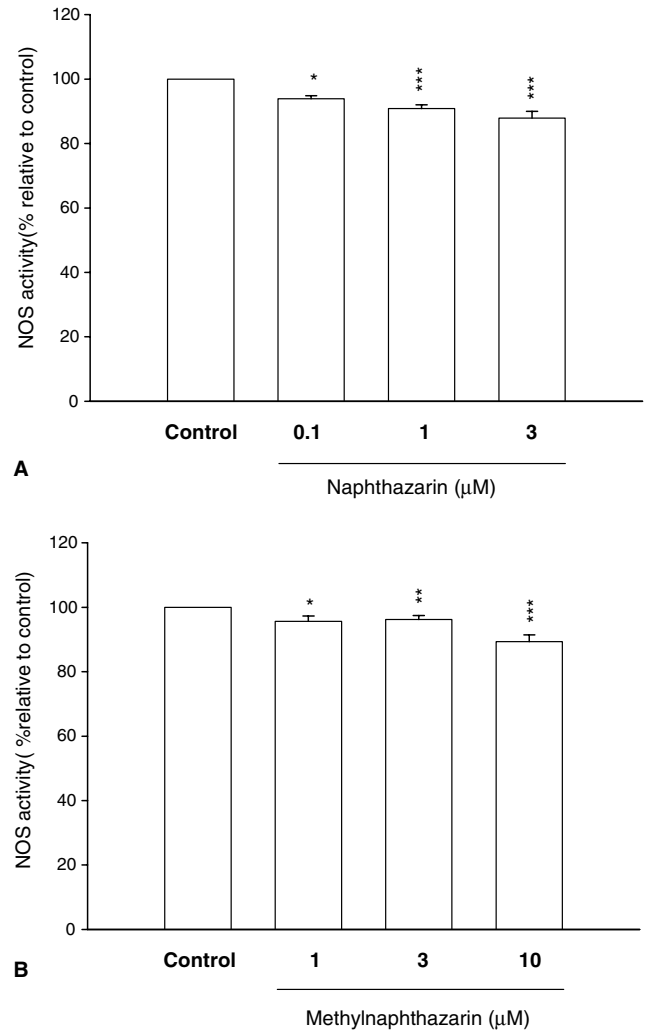 120
100
80
60
40
20
0
NOS activity(% relative to control)
*
***
***
Control 0.1 1 3
A
Naphthazarin (μM)
120
100
80
60
40
20
0
NOS activity( %relative to control)
*
**
***
Control 1 3 10
B
Methylnaphthazarin (μM)